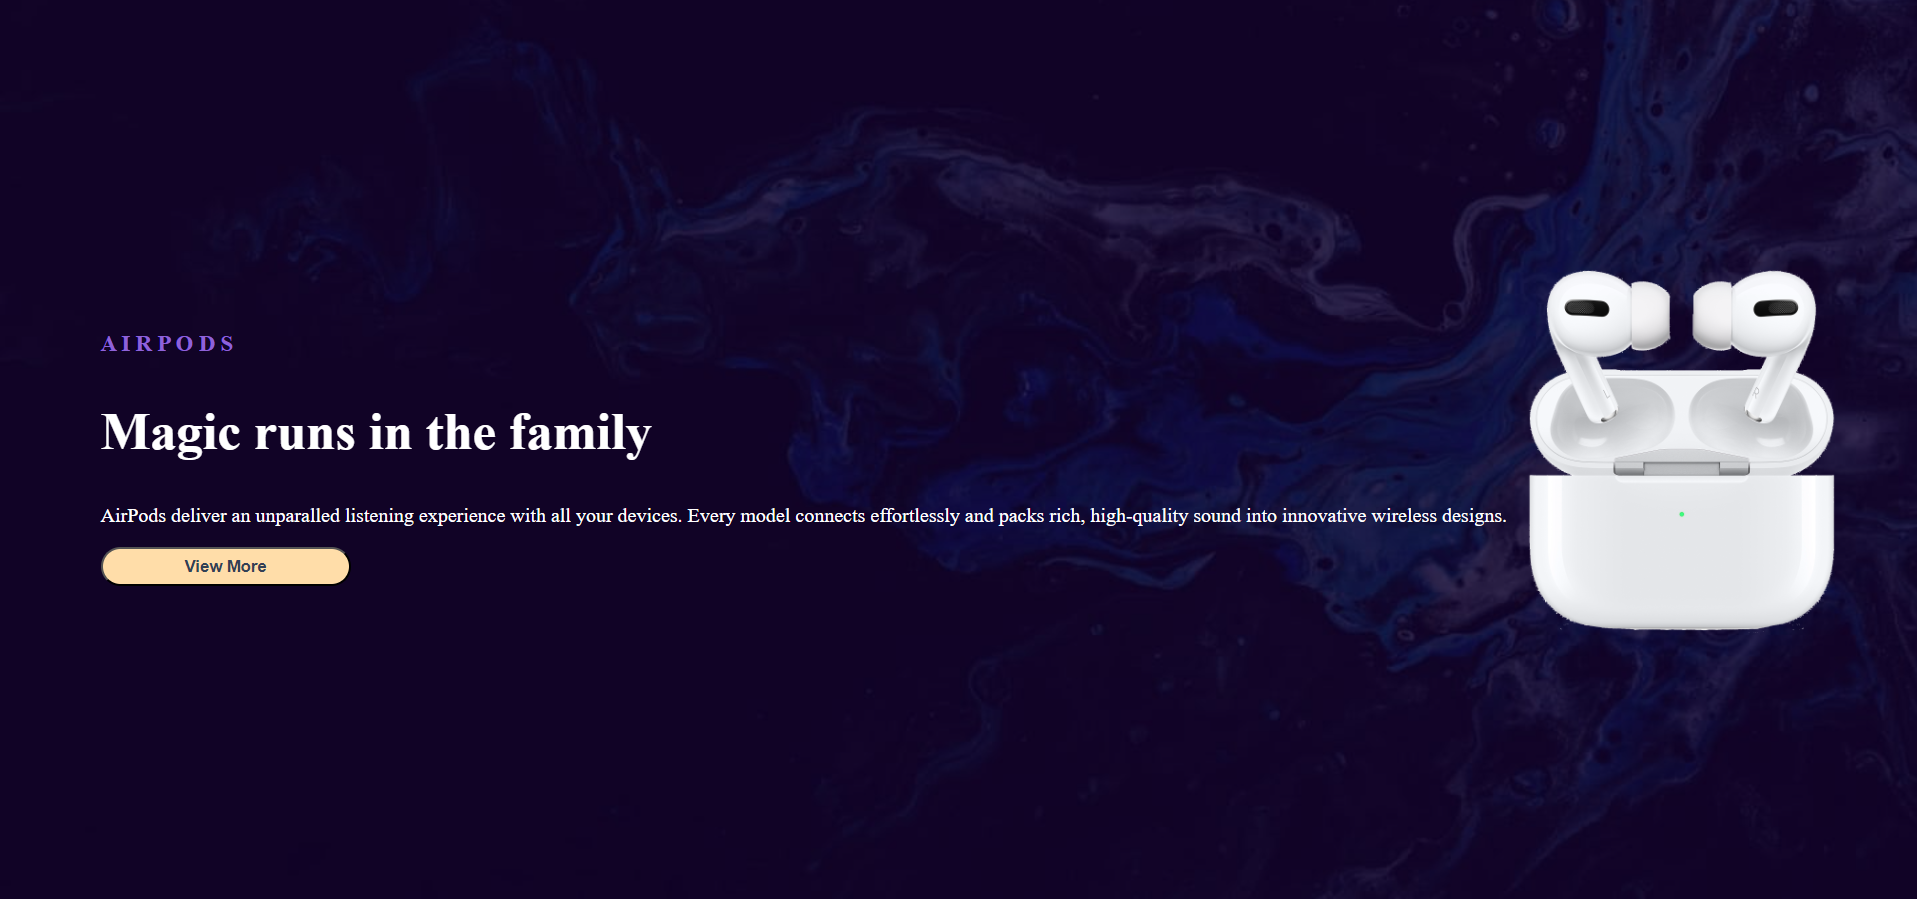 AIRPODS
Magic runs in the family
AirPods deliver an unparalled listening experience with all your devices. Every model connects effortlessly and packs rich, high-quality sound into innovative wireless designs.
View More